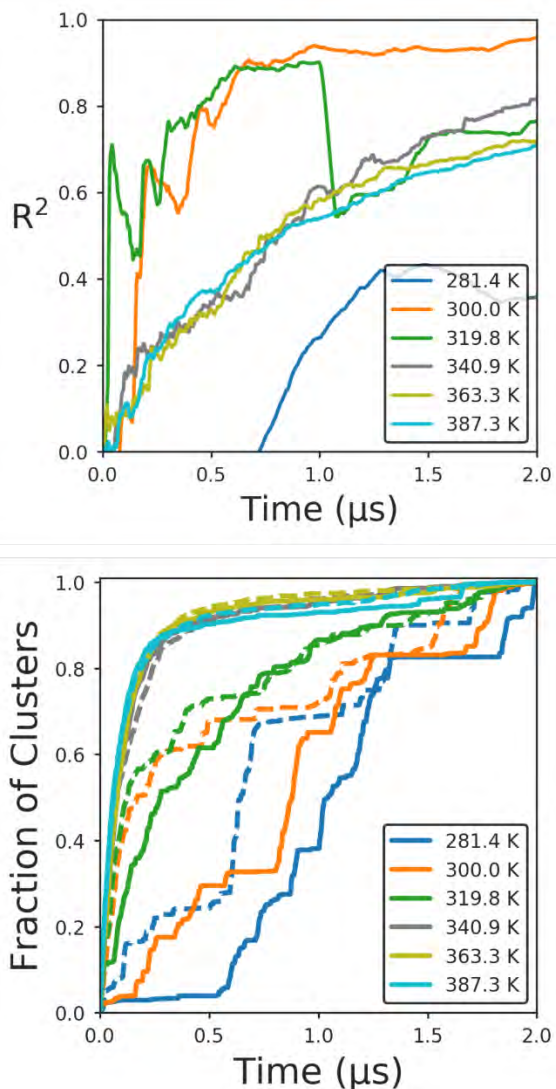 1.0
0.8
0.6
0.4
0.2
0.0
R²
281.4 K
300.0 K
319.8 K
340.9 K
363.3 K
387.3 K
0.0 0.5 1.0 1.5 2.0
Time (μs)
1.0
0.8
0.6
0.4
0.2
0.0
Fraction of Clusters
281.4 K
300.0 K
319.8 K
340.9 K
363.3 K
387.3 K
0.0 0.5 1.0 1.5 2.0
Time (μs)